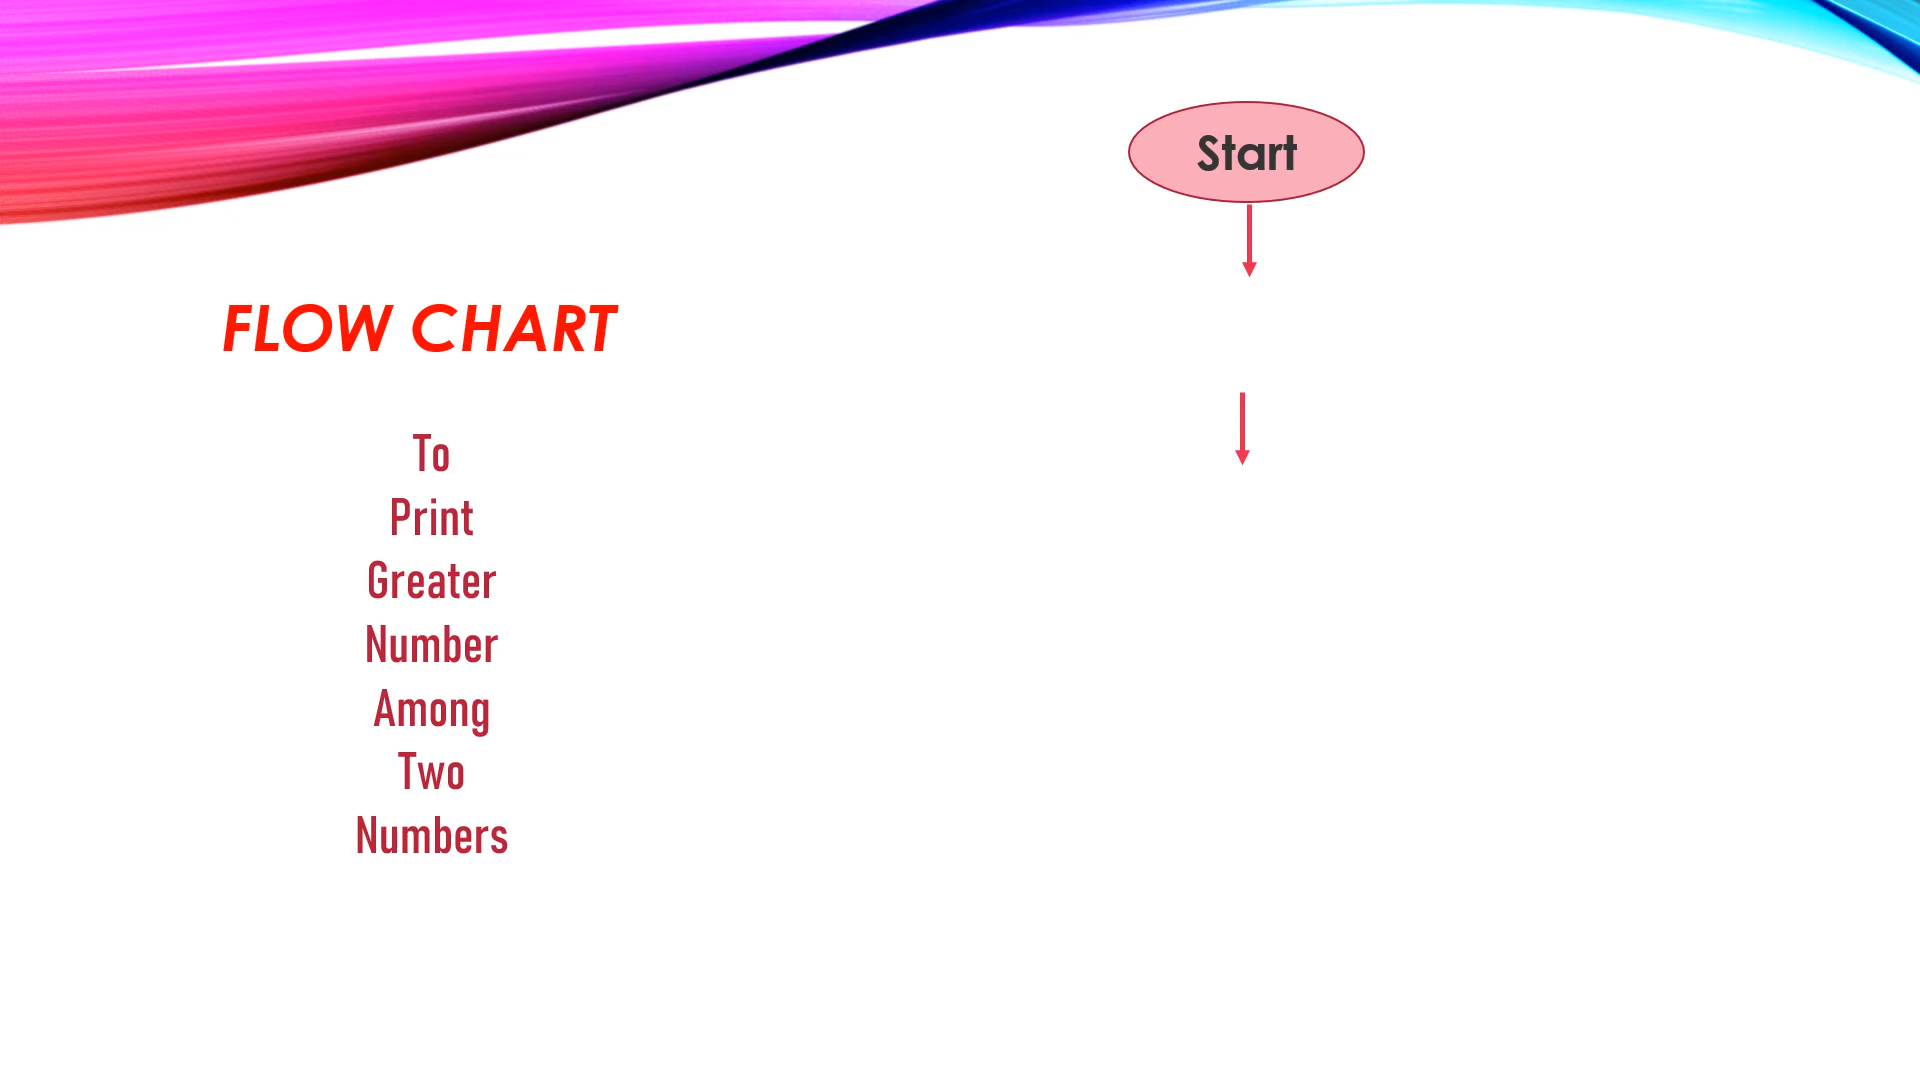 Start
FLOW CHART
To
Print
Greater
Number
Among
Two
Numbers